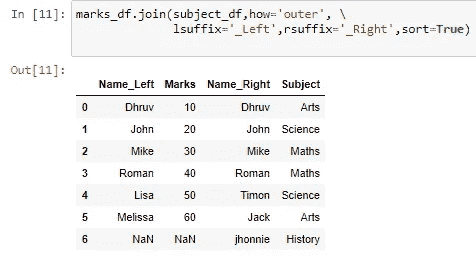 In [11]: marks_df.join(subject_df,how='outer', \
lsuffix='_Left',rsuffix='_Right',sort=True)
Out[11]:
Name_Left Marks Name_Right Subject
0 Dhruv 10 Dhruv Arts
1 John 20 John Science
2 Mike 30 Mike Maths
3 Roman 40 Roman Maths
4 Lisa 50 Timon Science
5 Melissa 60 Jack Arts
6 NaN NaN jhonnie History